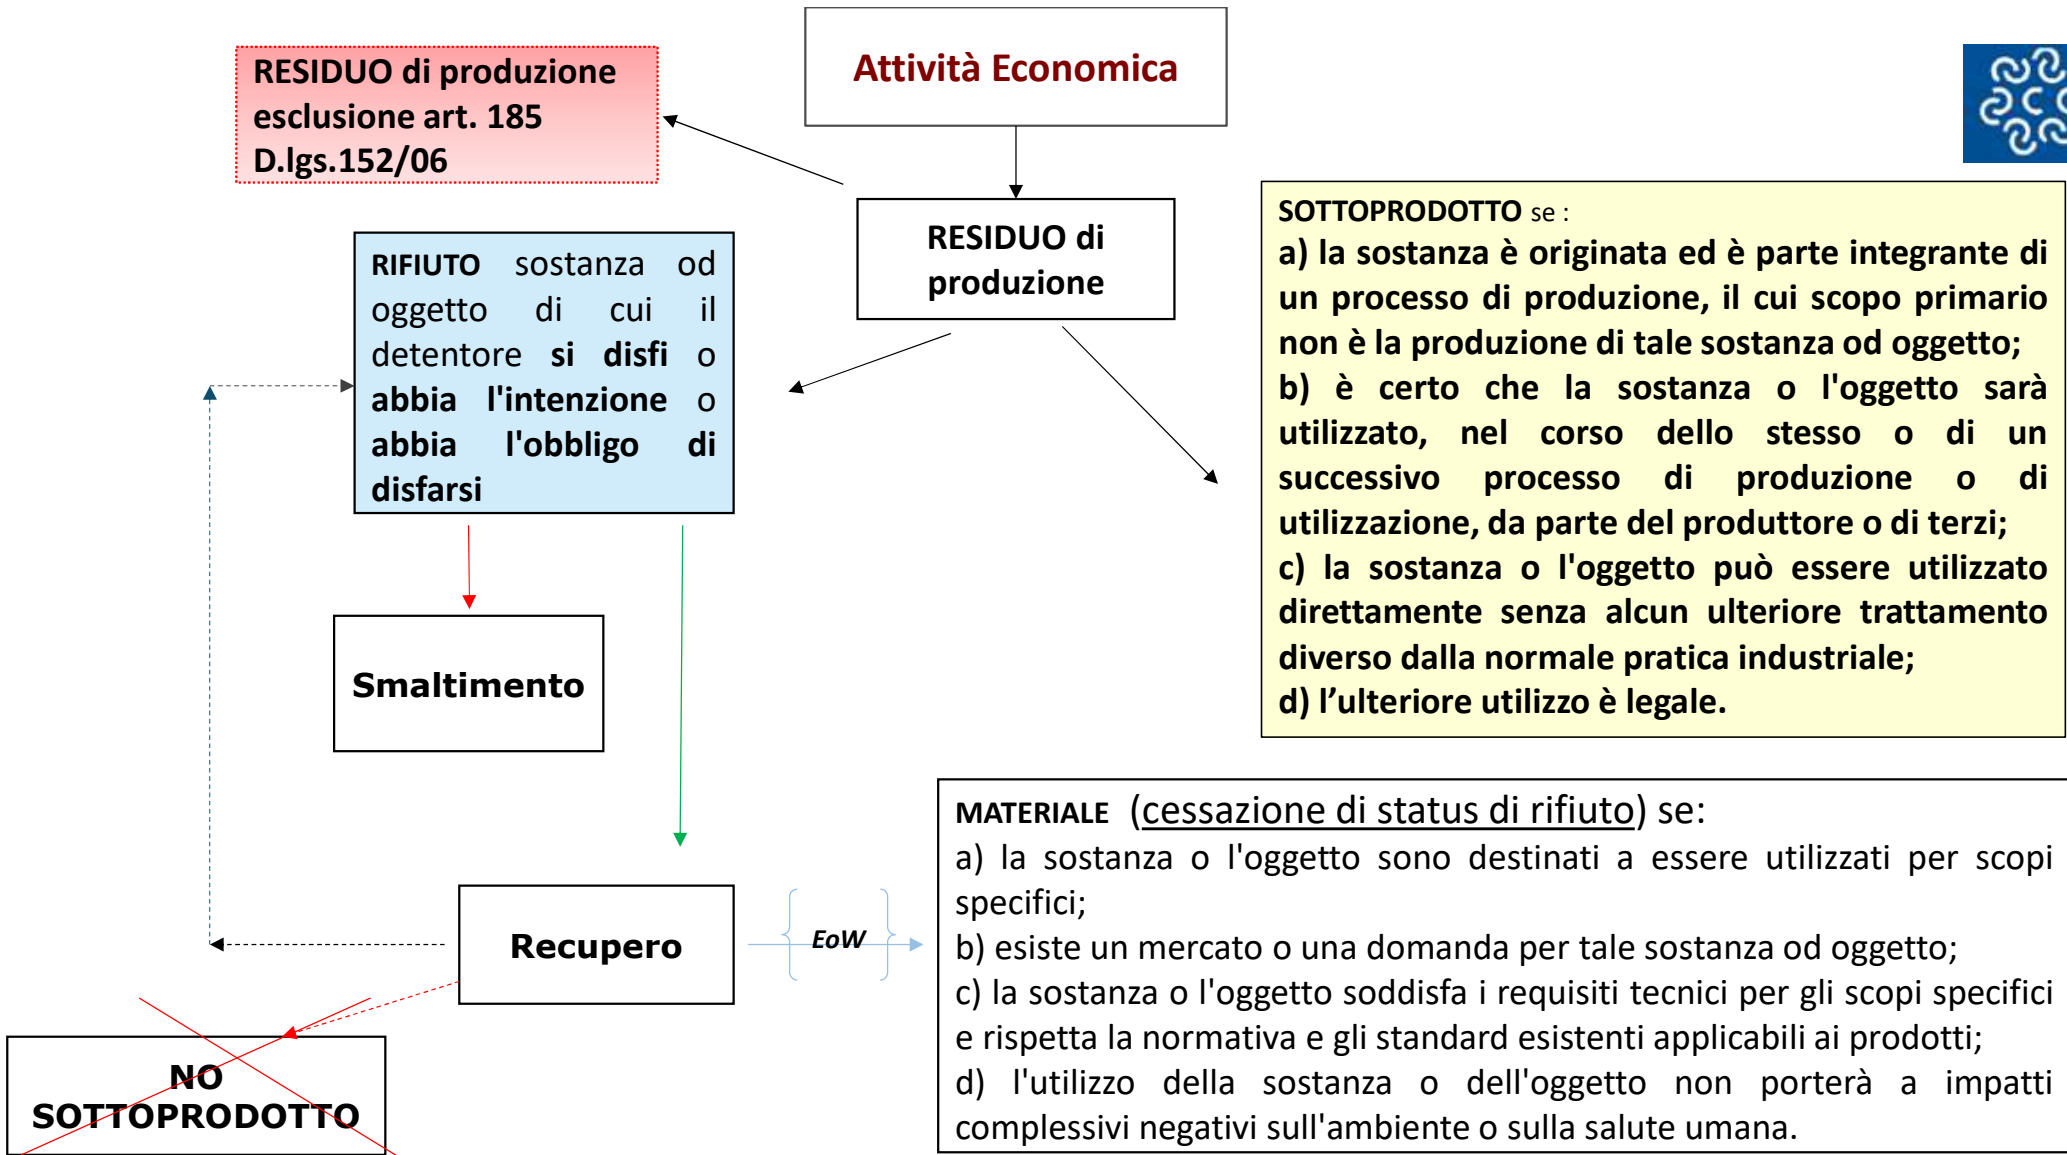 Attività Economica
RESIDUO di produzione
esclusione art. 185
D.lgs.152/06
RESIDUO di
produzione
RIFIUTO sostanza od
oggetto di cui il
detentore si disfi o
abbia l'intenzione o
abbia l'obbligo di
disfarsi
SOTTOPRODOTTO se :
a) la sostanza è originata ed è parte integrante di
un processo di produzione, il cui scopo primario
non è la produzione di tale sostanza od oggetto;
b) è certo che la sostanza o l'oggetto sarà
utilizzato, nel corso dello stesso o di un
successivo processo di produzione o di
utilizzazione, da parte del produttore o di terzi;
c) la sostanza o l'oggetto può essere utilizzato
direttamente senza alcun ulteriore trattamento
diverso dalla normale pratica industriale;
d) l’ulteriore utilizzo è legale.
Smaltimento
Recupero
EoW
MATERIALE (cessazione di status di rifiuto) se:
a) la sostanza o l'oggetto sono destinati a essere utilizzati per scopi
specifici;
b) esiste un mercato o una domanda per tale sostanza od oggetto;
c) la sostanza o l'oggetto soddisfa i requisiti tecnici per gli scopi specifici
e rispetta la normativa e gli standard esistenti applicabili ai prodotti;
d) l'utilizzo della sostanza o dell'oggetto non porterà a impatti
complessivi negativi sull'ambiente o sulla salute umana.
NO
SOTTOPRODOTTO